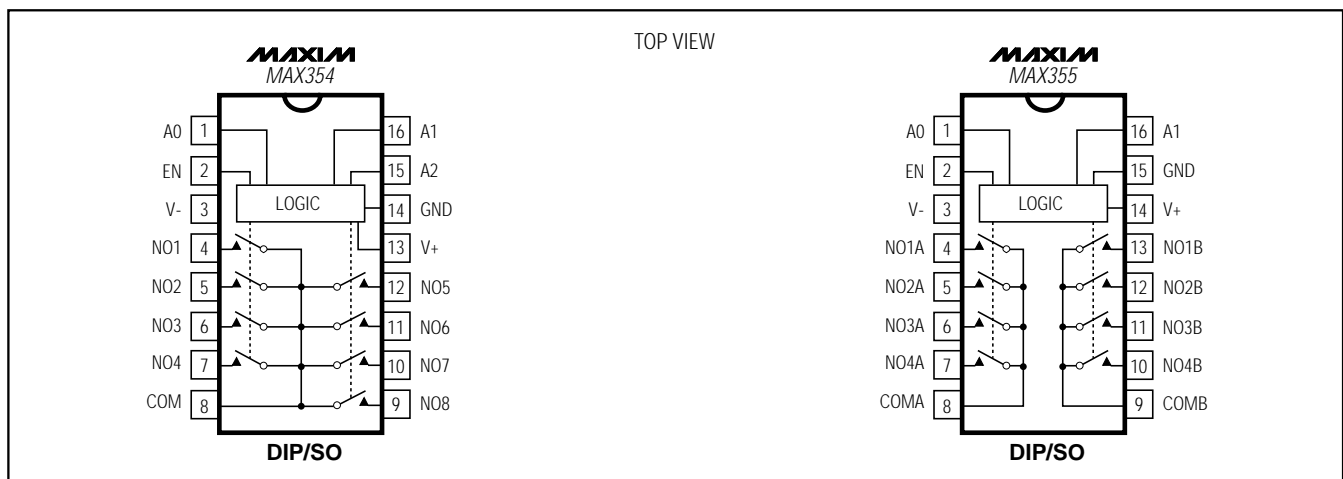 TOP VIEW
MAXIM
MAX354
A0 1
16 A1
EN 2
15 A2
V- 3
LOGIC
14 GND
NO1 4
13 V+
NO2 5
12 NO5
NO3 6
11 NO6
NO4 7
10 NO7
COM 8
9 NO8
DIP/SO
MAXIM
MAX355
A0 1
16 A1
EN 2
15 GND
V- 3
LOGIC
14 V+
NO1A 4
13 NO1B
NO2A 5
12 NO2B
NO3A 6
11 NO3B
NO4A 7
10 NO4B
COMA 8
9 COMB
DIP/SO